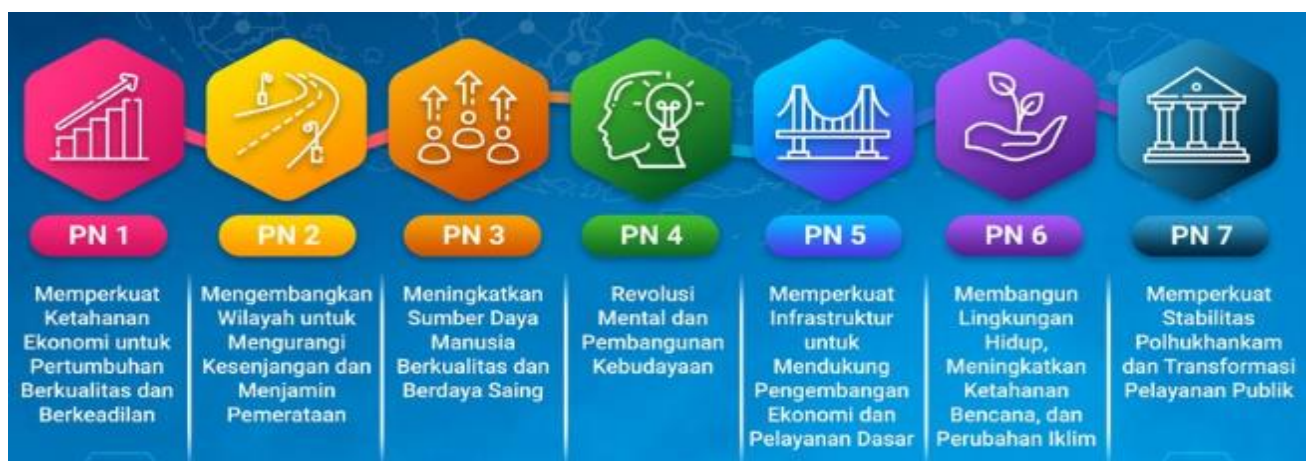 PN 1
Memperkuat
Ketahanan
Ekonomi untuk
Pertumbuhan
Berkualitas dan
Berkeadilan
PN 2
Mengembangkan
Wilayah untuk
Mengurangi
Kesenjangan dan
Menjamin
Pemerataan
PN 3
Meningkatkan
Sumber Daya
Manusia
Berkualitas dan
Berdaya Saing
PN 4
Revolusi
Mental dan
Pembangunan
Kebudayaan
PN 5
Memperkuat
Infrastruktur
untuk
Mendukung
Pengembangan
Ekonomi dan
Pelayanan Dasar
PN 6
Membangun
Lingkungan
Hidup,
Meningkatkan
Ketahanan
Bencana, dan
Perubahan Iklim
PN 7
Memperkuat
Stabilitas
Polhukhankam
dan Transformasi
Pelayanan Publik